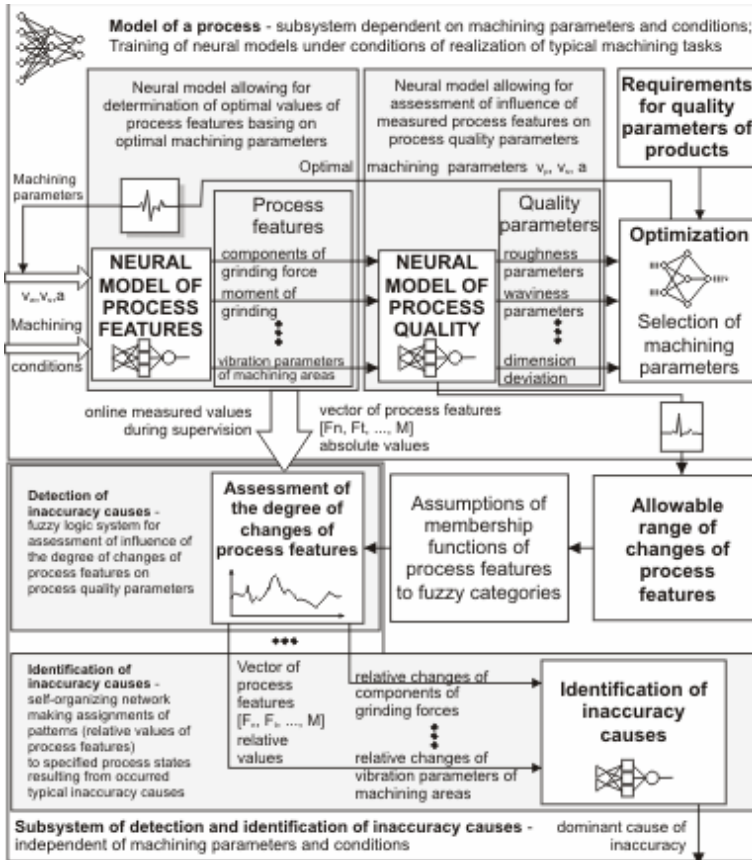 Model of a process - subsystem dependent on machining parameters and conditions;
Training of neural models under conditions of realization of typical machining tasks
Neural model allowing for
determination of optimal values of
process features basing on
optimal machining parameters
Neural model allowing for
assessment of influence of
measured process features on
process quality parameters
Requirements
for quality
parameters of
products
Optimal machining parameters
Machining
parameters
Process
features
Quality
parameters
NEURAL
MODEL OF
PROCESS
FEATURES
components of
grinding force
moment of
grinding
vibration parameters
of machining areas
NEURAL
MODEL OF
PROCESS
QUALITY
roughness
parameters
waviness
parameters
dimension
deviation
Optimization
Selection of
machining
parameters
Machining
conditions
online measured values
during supervision
vector of process features
[Fn, Ft, ..., M]
absolute values
Detection of
inaccuracy causes -
fuzzy logic system for
assessment of influence of
the degree of changes of
process features on
process quality parameters
Assessment of
the degree of
changes of
process features
Assumptions of
membership
functions of
process features
to fuzzy categories
Allowable
range of
changes of
process
features
Identification of
inaccuracy causes -
self-organizing network
making assignments of
patterns (relative values of
process features)
to specified process states
resulting from occurred
typical inaccuracy causes
Vector of
process
features
relative
values
relative changes of
components of
grinding forces
relative changes of
vibration parameters of
machining areas
Identification of
inaccuracy
causes
Subsystem of detection and identification of inaccuracy causes -
independent of machining parameters and conditions
dominant cause of
inaccuracy